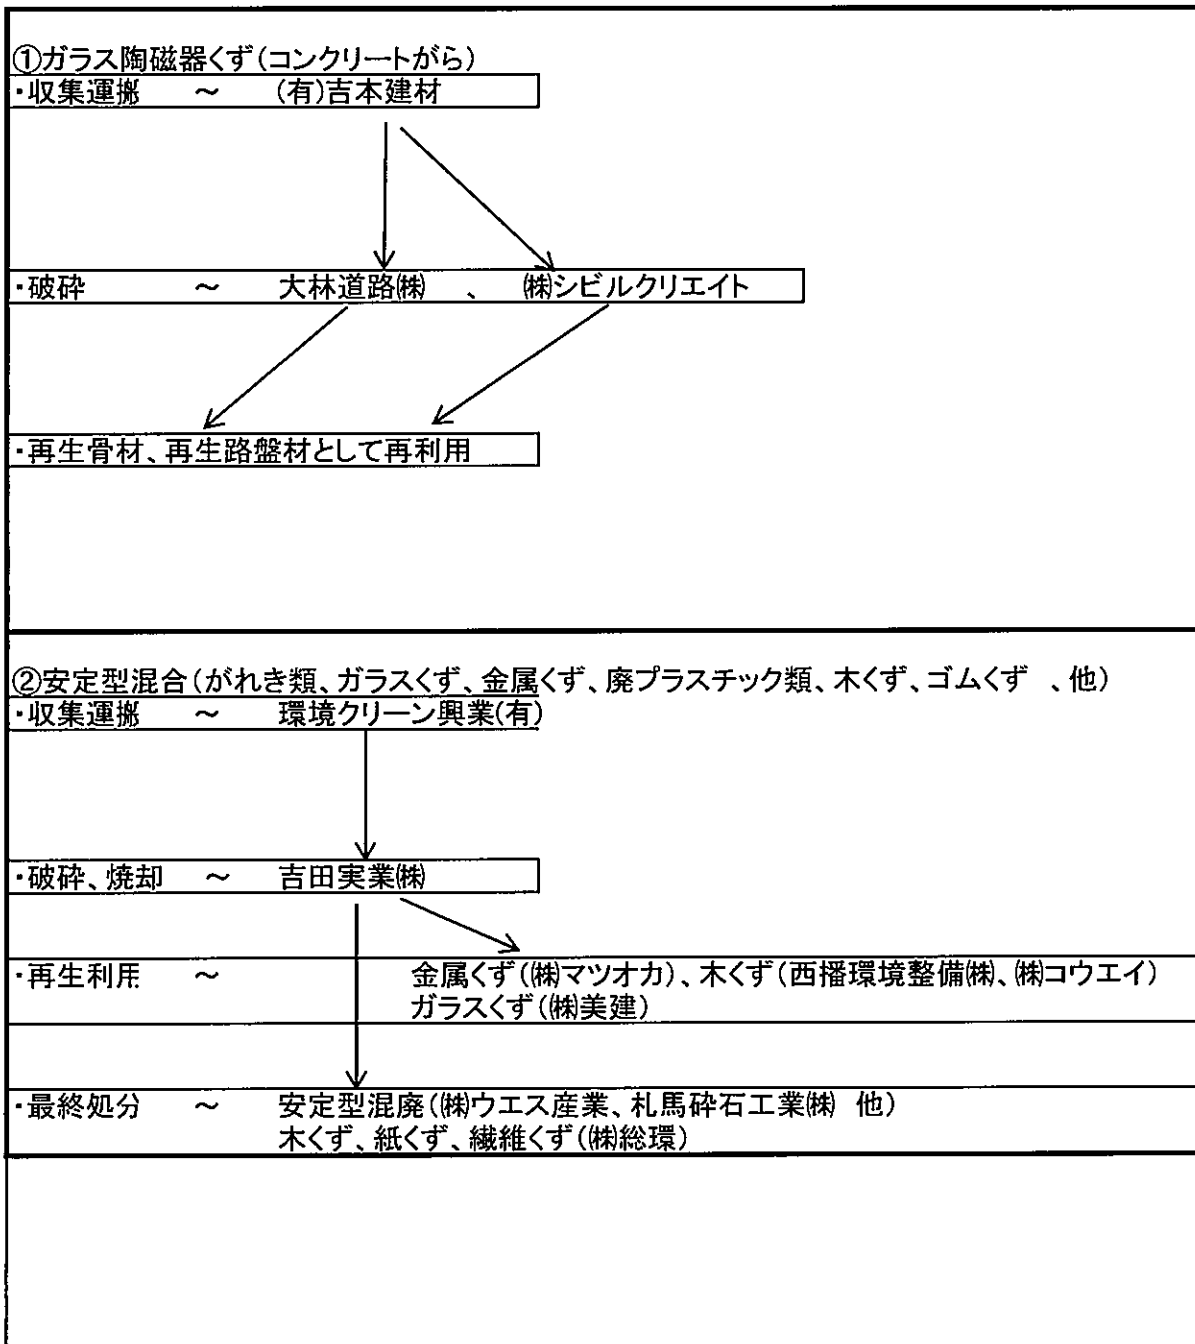 ①ガラス陶磁器くず(コンクリートがら)
・収集運搬　～　(有)吉本建材
・破砕　～　大林道路㈱　、　㈱シビルクリエイト
・再生骨材、再生路盤材として再利用
②安定型混合(がれき類、ガラスくず、金属くず、廃プラスチック類、木くず、ゴムくず　、他)
・収集運搬　～　環境クリーン興業(有)
・破砕、焼却　～　吉田実業㈱
・再生利用　～　金属くず(㈱マツオカ)、木くず(西播環境整備㈱、㈱コウエイ)
ガラスくず(㈱美建)
・最終処分　～　安定型混廃(㈱ウエス産業、札馬砕石工業㈱　他)
木くず、紙くず、繊維くず(㈱総環)